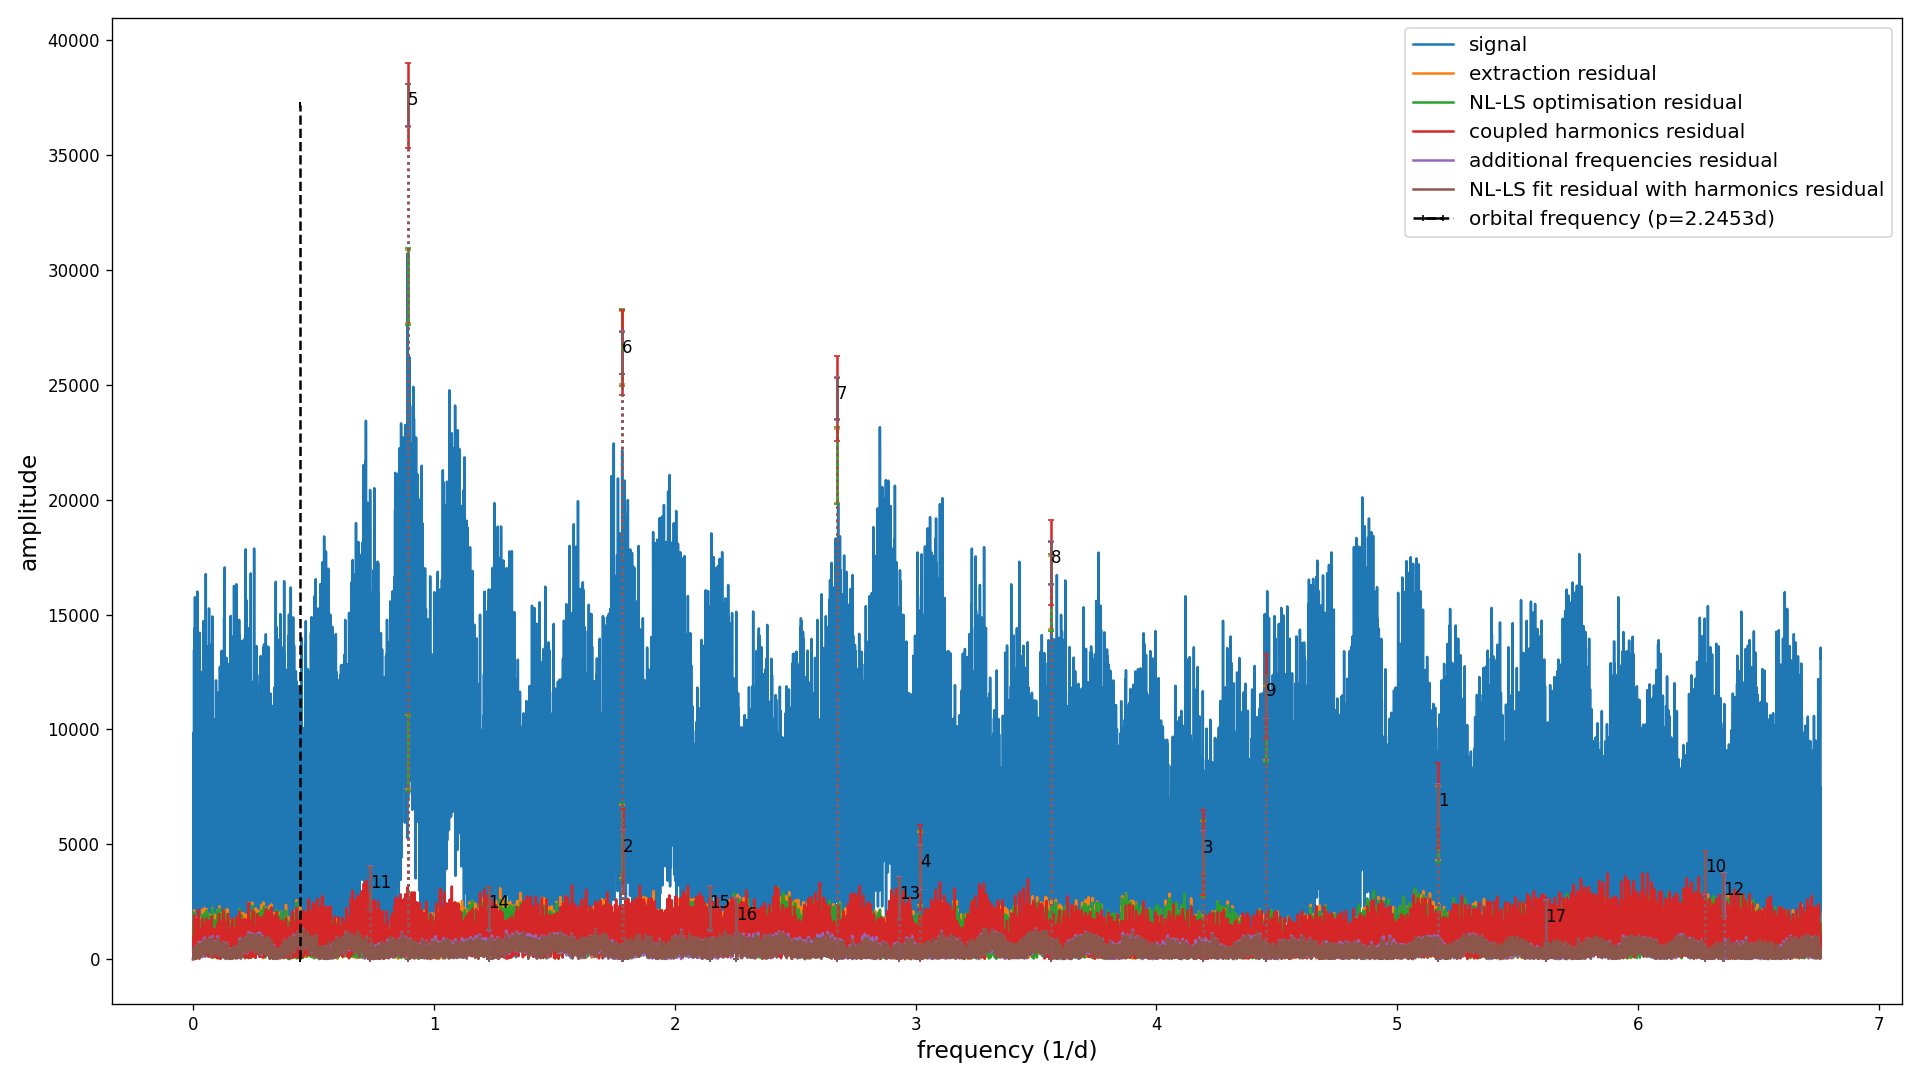 40000
35000
30000
25000
20000
15000
10000
5000
0
amplitude
0 1 2 3 4 5 6 7
frequency (1/d)
signal
extraction residual
NL-LS optimisation residual
coupled harmonics residual
additional frequencies residual
NL-LS fit residual with harmonics residual
orbital frequency (p=2.2453d)
5
6
7
8
9
1
2
3
4
10
11
12
13
14
15
16
17